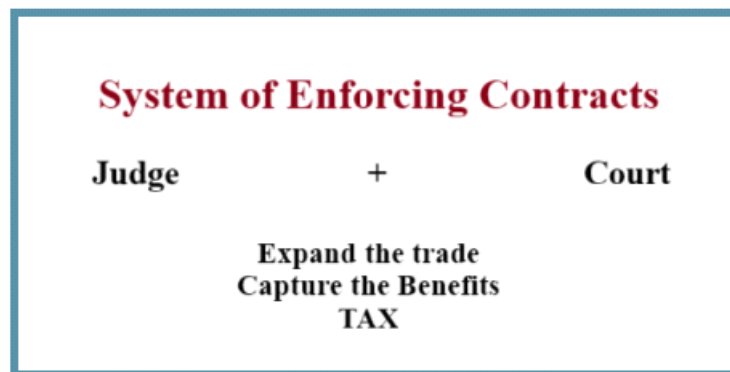 System of Enforcing Contracts
Judge + Court
Expand the trade
Capture the Benefits
TAX